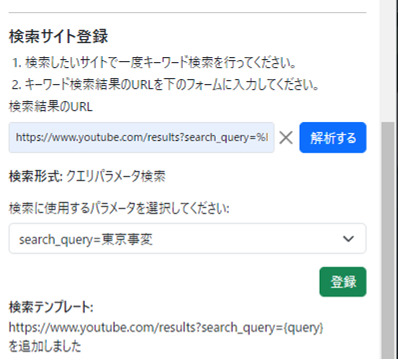 検索サイト登録
1. 検索したいサイトで一度キーワード検索を行ってください。
2. キーワード検索結果のURLを下のフォームに入力してください。
検索結果のURL
https://www.youtube.com/results?search_query=%
解析する
検索形式: クエリパラメータ検索
検索に使用するパラメータを選択してください:
search_query=東京事変
登録
検索テンプレート:
https://www.youtube.com/results?search_query={query}
を追加しました